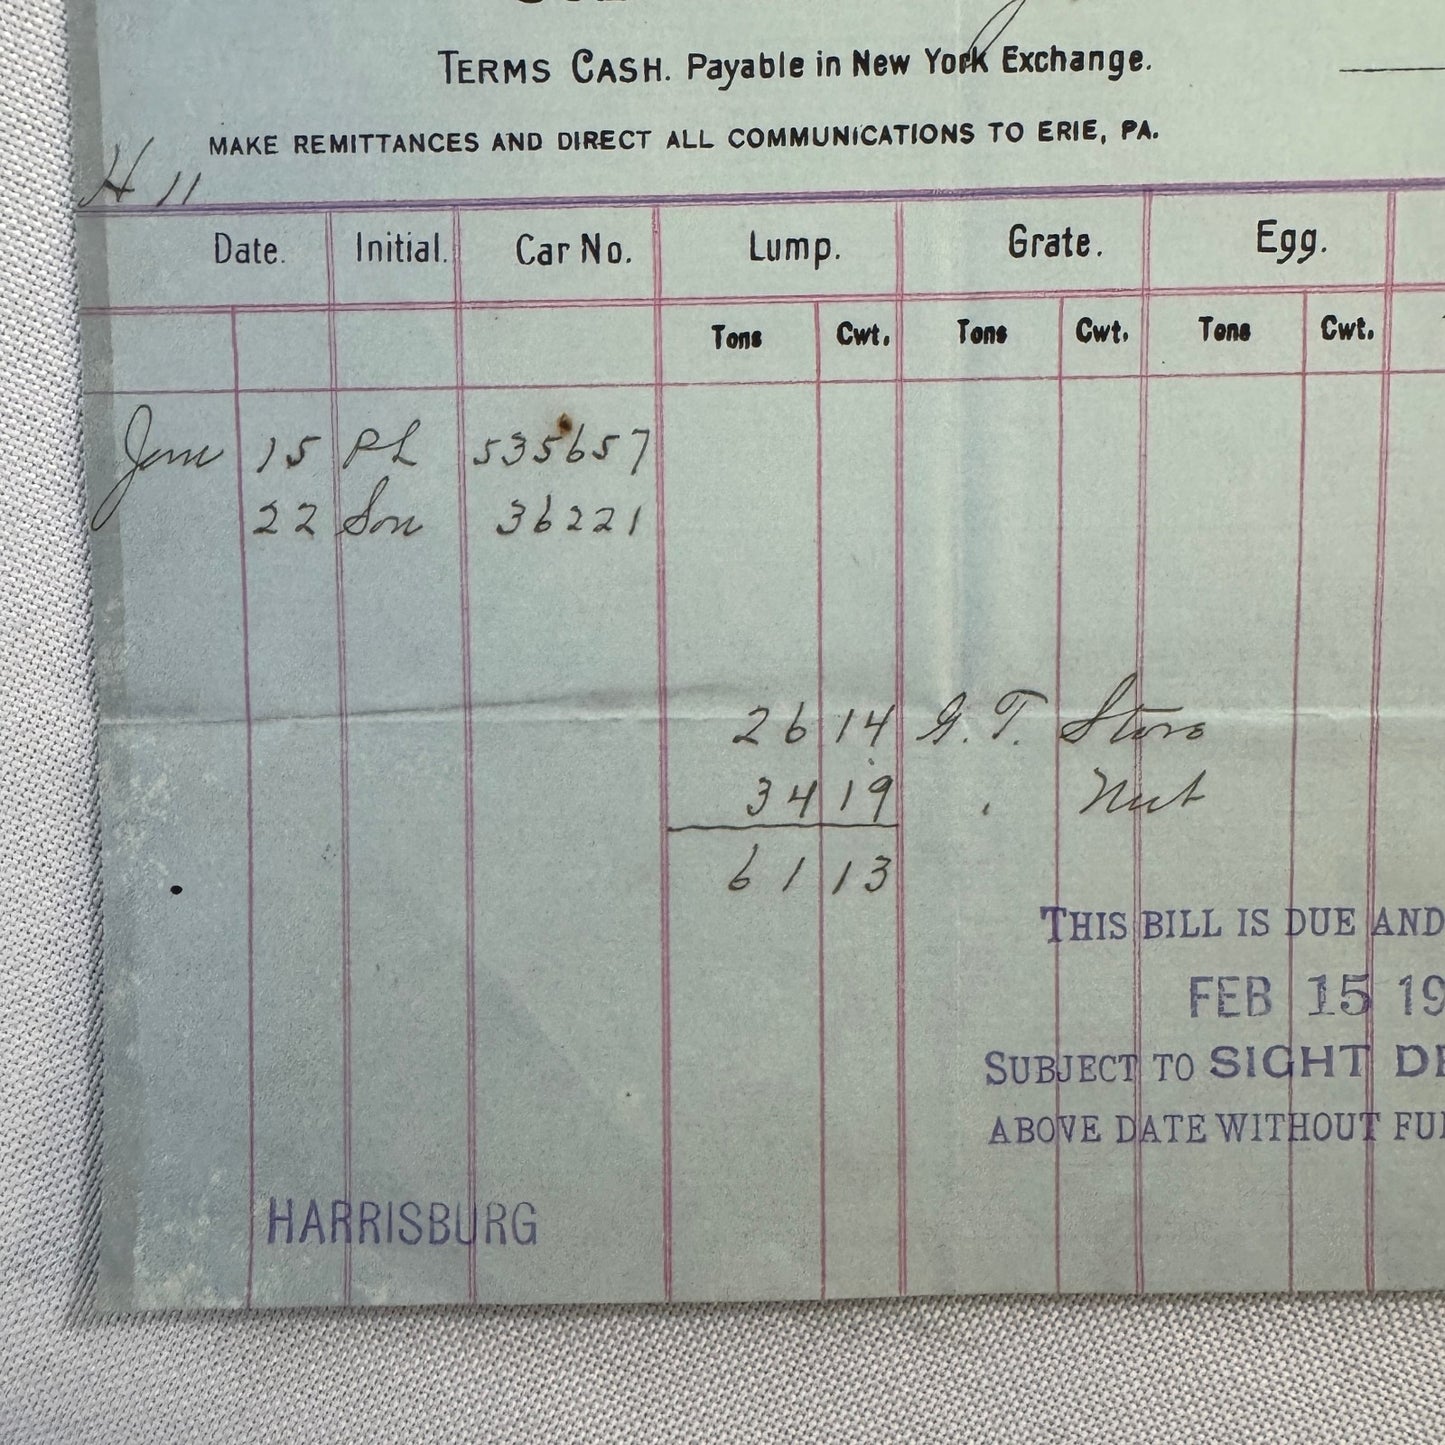 TERMS CASH. Payable in New York Exchange.
MAKE REMITTANCES AND DIRECT ALL COMMUNICATIONS TO ERIE, PA.
H 11
Date. Initial. Car No. Lump. Grate. Egg.
Tons Cwt. Tons Cwt. Tons Cwt.
15 PL 535657
22 Son 36221
26 14 G. T. Stove
34 19 Nut
61 13
THIS BILL IS DUE AND
FEB 15 19
SUBJECT TO SIGHT
ABOVE DATE WITHOUT
HARRISBURG